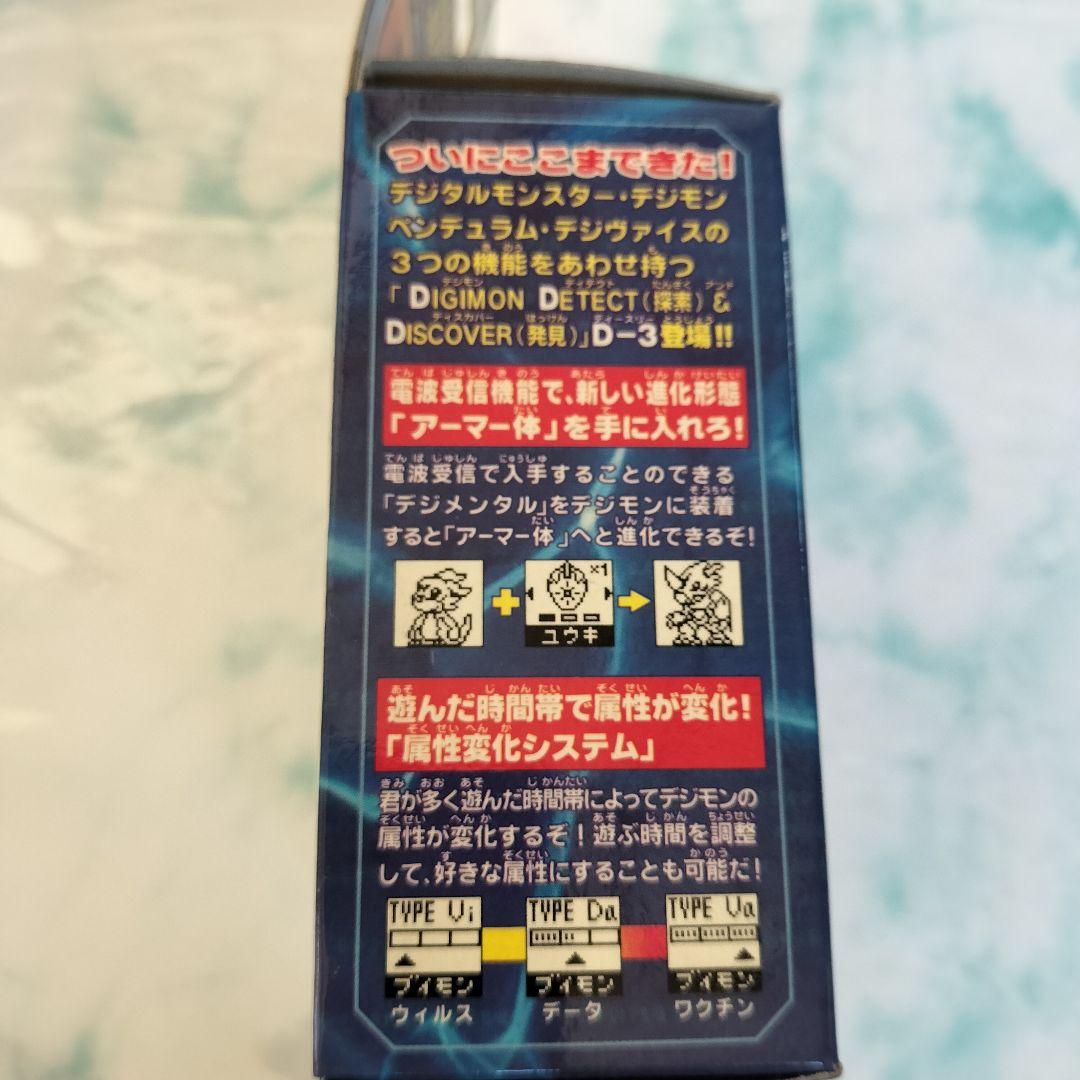 ついにここまできた!
デジタルモンスター・デジモン
ペンデュラム・デジヴァイスの
3つの機能をあわせ持つ
「DIGIMON DETECT(探索)&
DISCOVER(発見)」D-3登場!!
電波受信機能で、新しい進化形態
「アーマー体」を手に入れろ!
電波受信で入手することのできる
「デジメンタル」をデジモンに装着
すると「アーマー体」へと進化できるぞ!
+
×1
ユウキ
遊んだ時間帯で属性が変化!
「属性変化システム」
君が多く遊んだ時間帯によってデジモンの
属性が変化するぞ!遊ぶ時間を調整
して、好きな属性にすることも可能だ!
TYPE Vi
TYPE Da
TYPE Va
ブイモン
ブイモン
ブイモン
ウィルス
データ
ワクチン